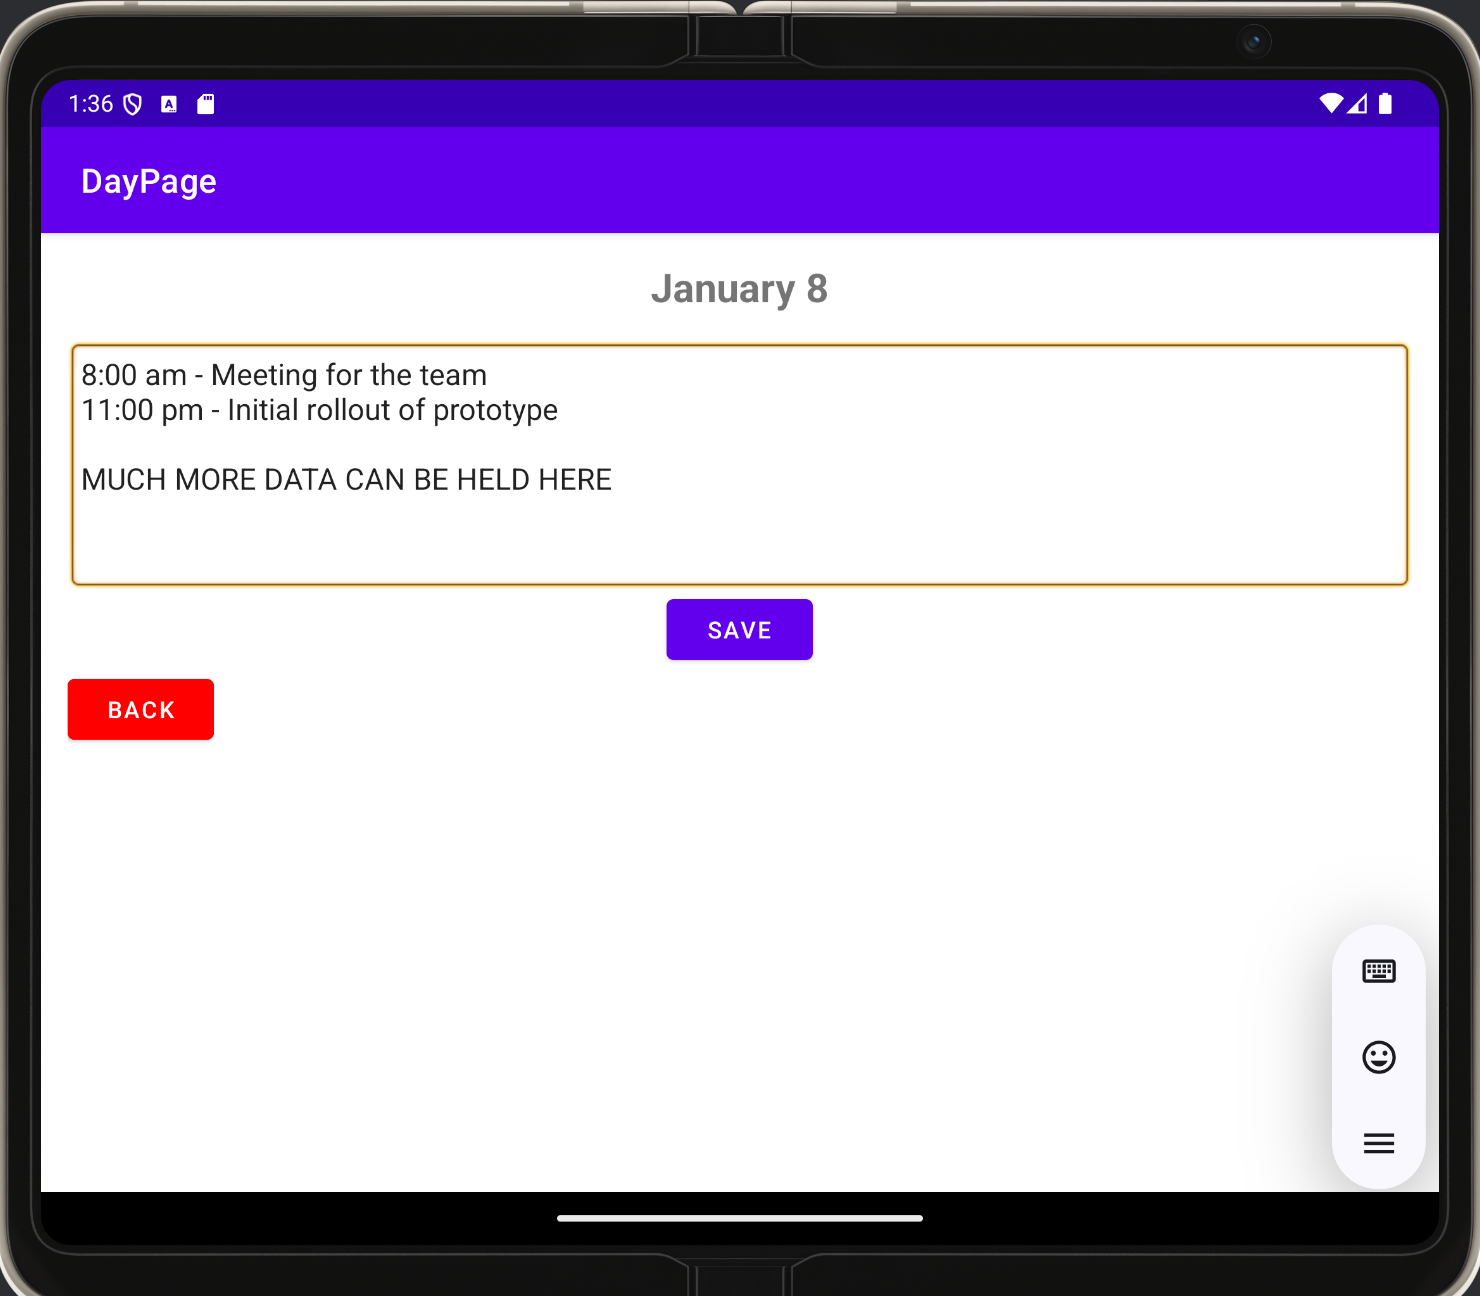 1:36
DayPage
January 8
8:00 am - Meeting for the team
11:00 pm - Initial rollout of prototype
MUCH MORE DATA CAN BE HELD HERE
SAVE
BACK